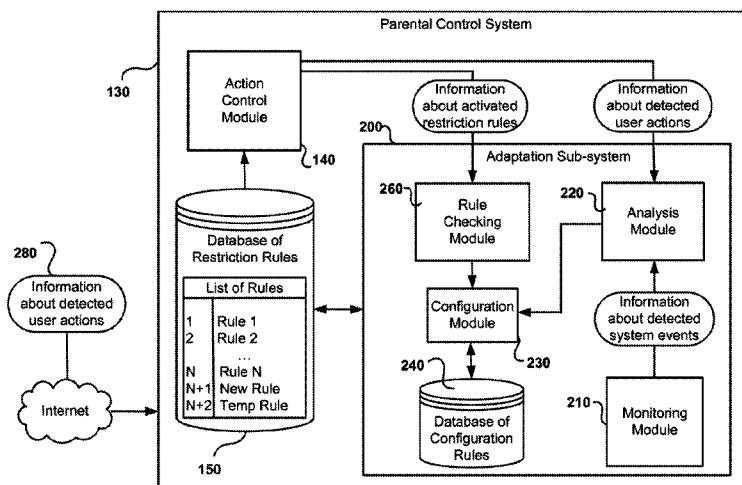 Parental Control System
130
Action
Control
Module
140
Information
about activated
restriction rules
Information
about detected
user actions
200
Adaptation Sub-system
260
Rule
Checking
Module
220
Analysis
Module
280
Information
about detected
user actions
Database of
Restriction Rules
List of Rules
1 Rule 1
2 Rule 2
...
N Rule N
N+1 New Rule
N+2 Temp Rule
150
Internet
Configuration
Module
230
Information
about detected
system events
240
Database of
Configuration
Rules
210
Monitoring
Module